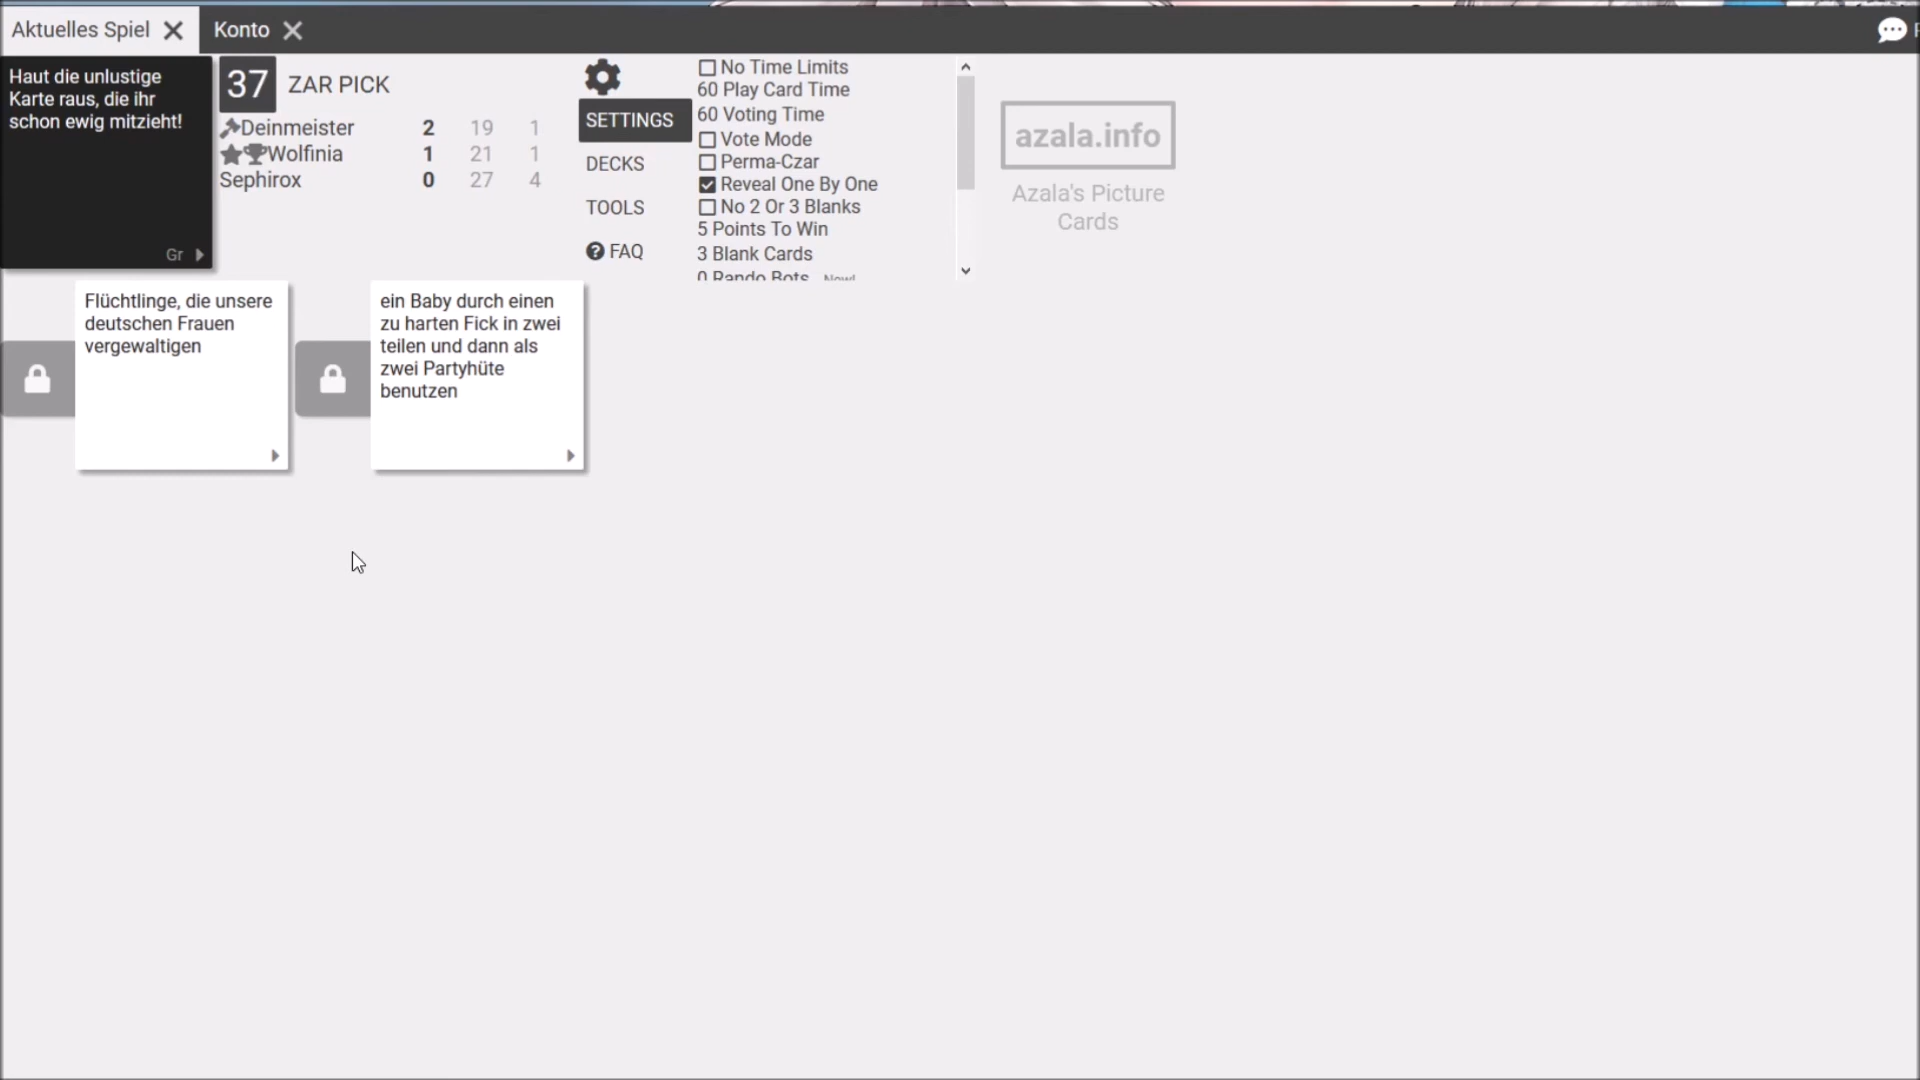 Aktuelles Spiel
Konto
Haut die unlustige
Karte raus, die ihr
schon ewig mitzieht!
Gr
37 ZAR PICK
Deinmeister 2 19 1
Wolfinia 1 21 1
Sephirox 0 27 4
SETTINGS
DECKS
TOOLS
FAQ
No Time Limits
60 Play Card Time
60 Voting Time
Vote Mode
Perma-Czar
Reveal One By One
No 2 Or 3 Blanks
5 Points To Win
3 Blank Cards
0 Rando Bots Now!
azala.info
Azala's Picture
Cards
Flüchtlinge, die unsere
deutschen Frauen
vergewaltigen
ein Baby durch einen
zu harten Fick in zwei
teilen und dann als
zwei Partyhüte
benutzen